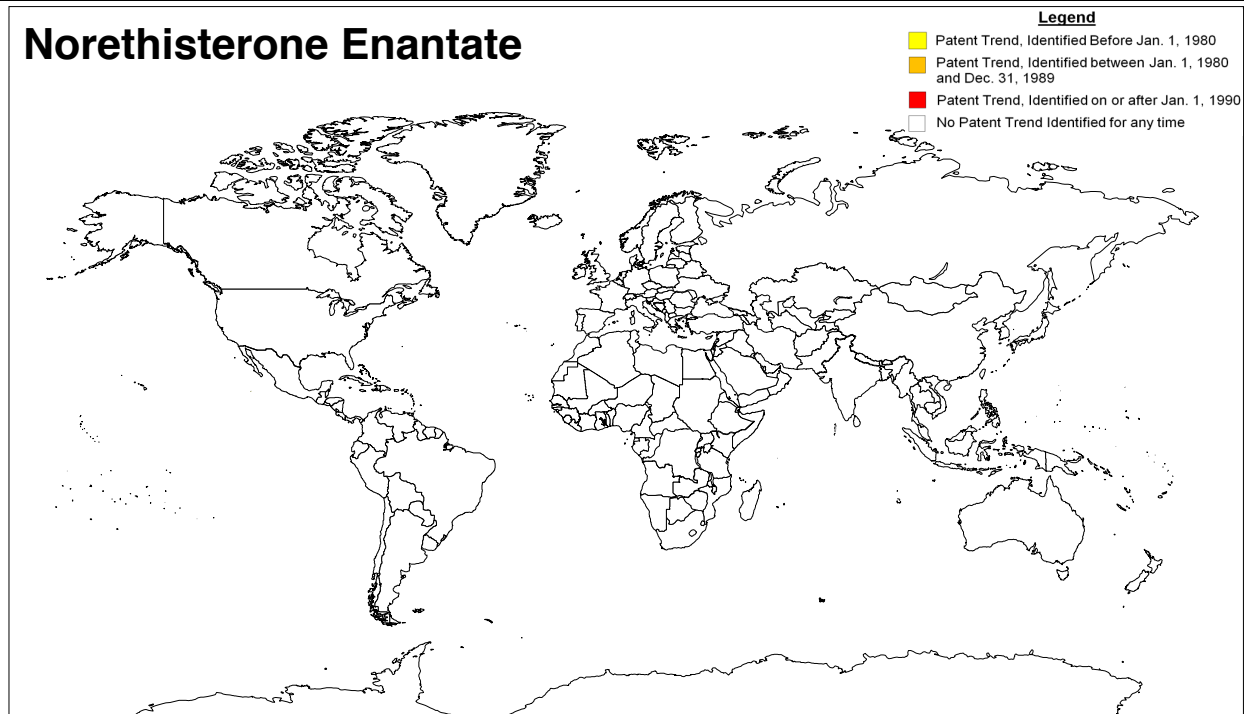 Norethisterone Enantate
Legend
Patent Trend, Identified Before Jan. 1, 1980
Patent Trend, Identified between Jan. 1, 1980
and Dec. 31, 1989
Patent Trend, Identified on or after Jan. 1, 1990
No Patent Trend Identified for any time